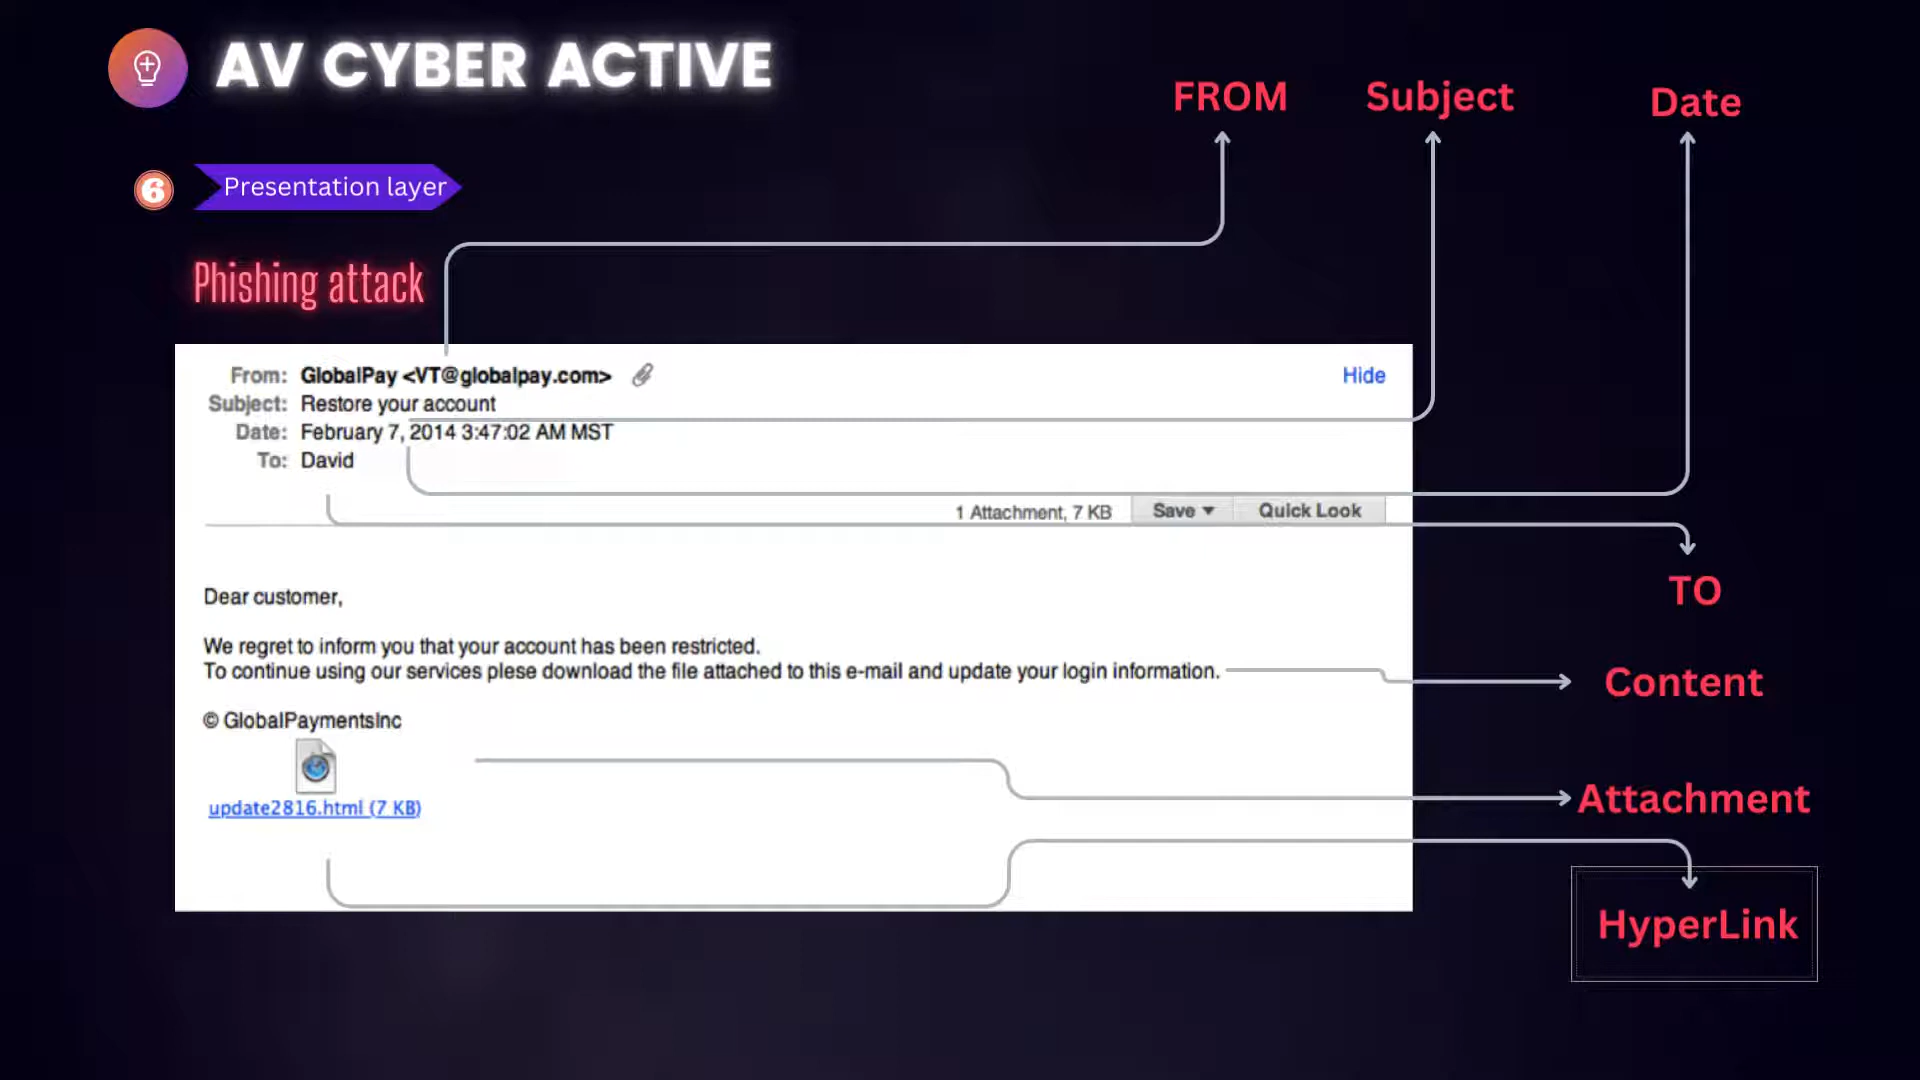 AV CYBER ACTIVE
FROM
Subject
Date
6
Presentation layer
Phishing attack
From: GlobalPay <VT@globalpay.com>
Hide
Subject: Restore your account
Date: February 7, 2014 3:47:02 AM MST
To: David
1 Attachment, 7 KB
Save
Quick Look
TO
Dear customer,
We regret to inform you that your account has been restricted.
To continue using our services plese download the file attached to this e-mail and update your login information.
Content
© GlobalPaymentsInc
update2816.html (7 KB)
Attachment
HyperLink